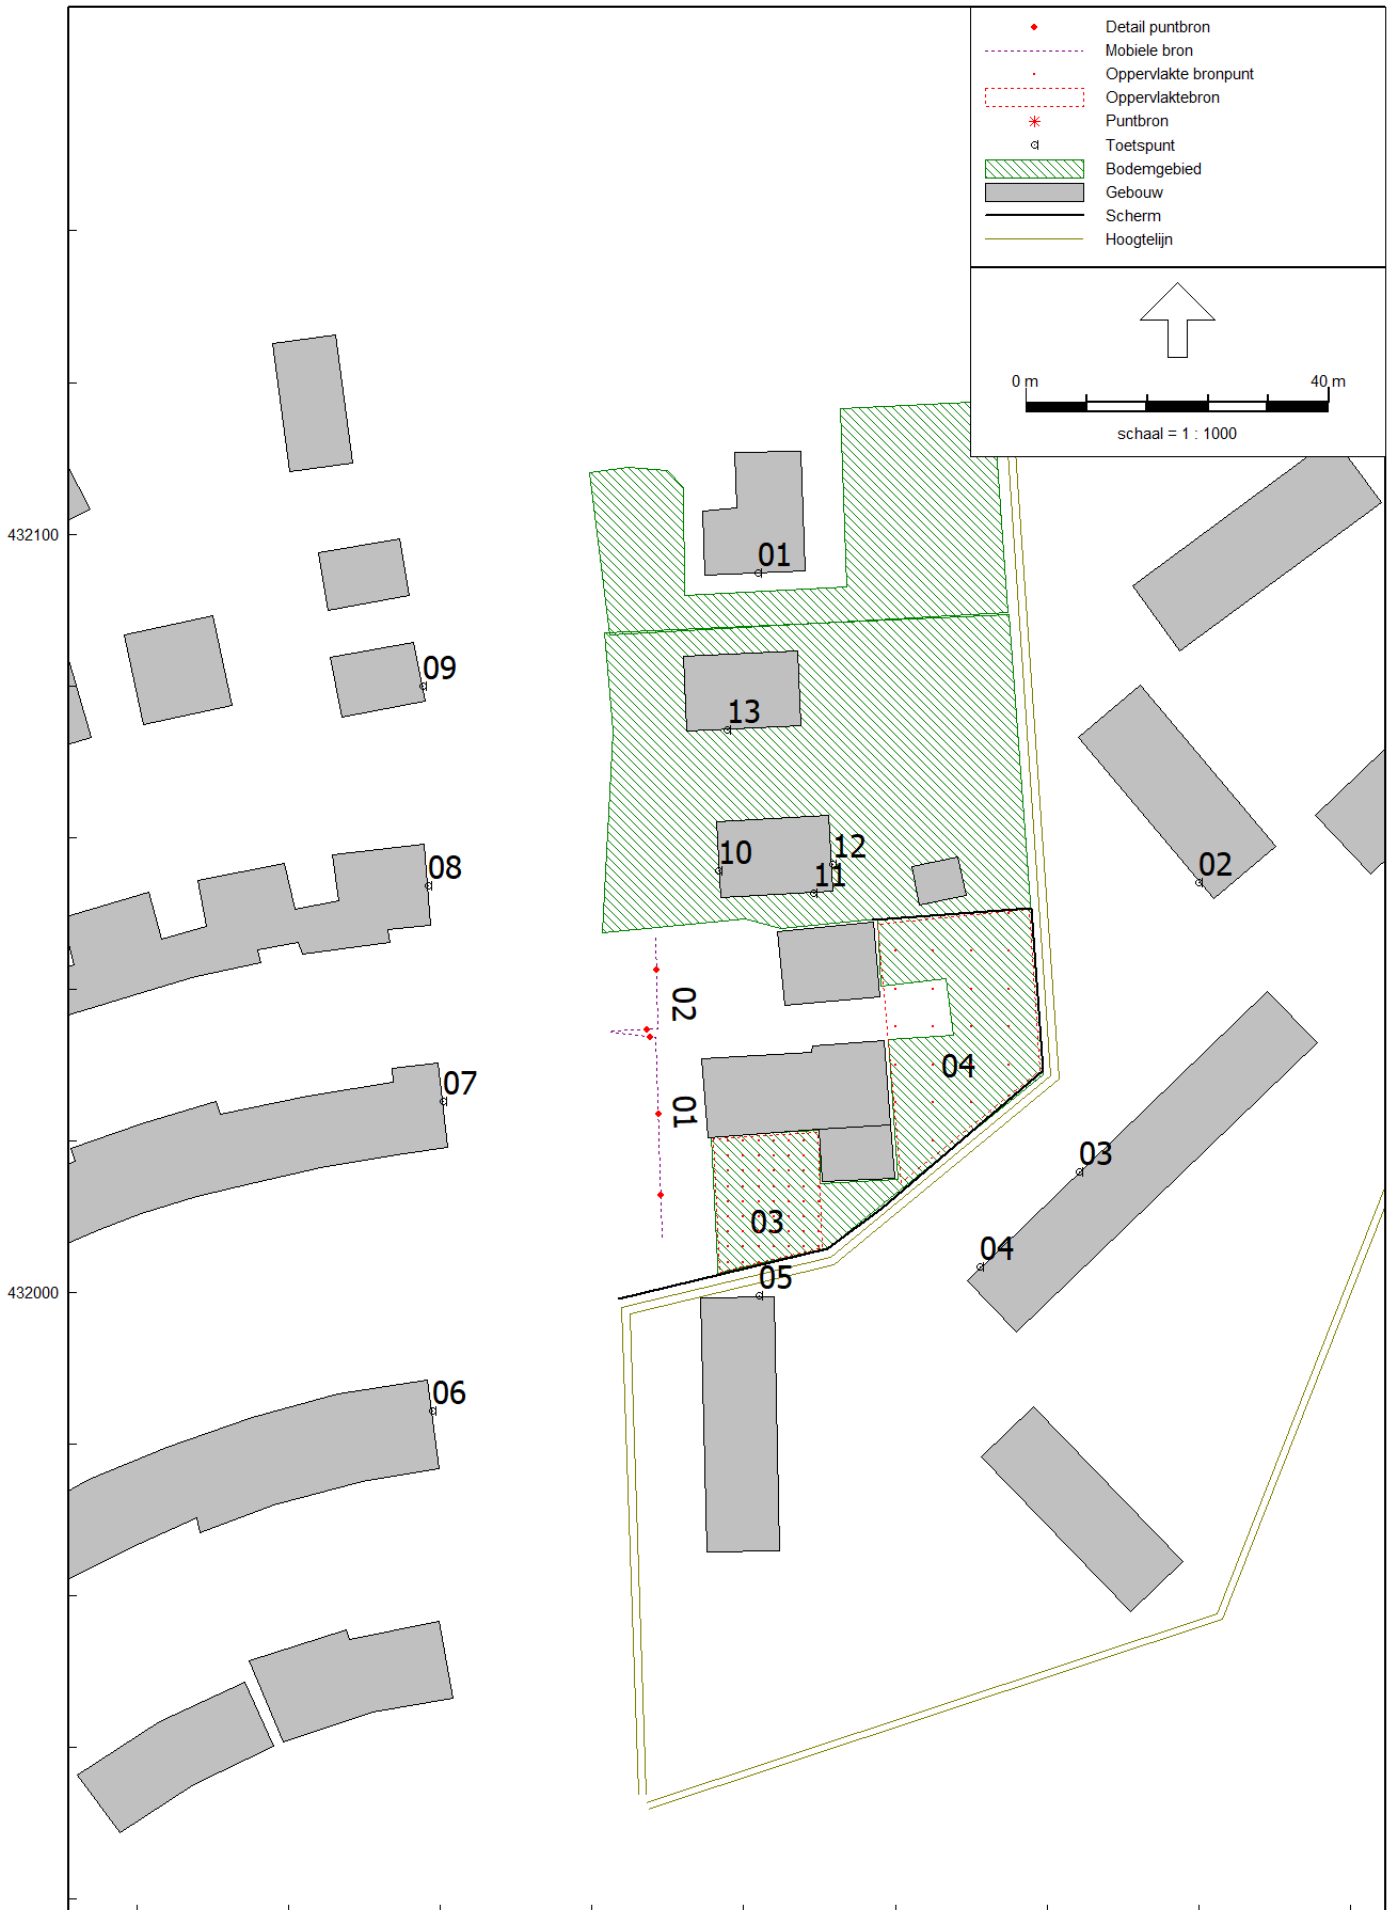 Detail puntbron
Mobiele bron
Oppervlakte bronpunt
Oppervlaktebron
Puntbron
Toetspunt
Bodemgebied
Gebouw
Scherm
Hoogtelijn
0 m 40 m
schaal = 1 : 1000
432100
01
09
13
10
12
11
08
02
02
07
01
04
03
03
04
05
432000
06